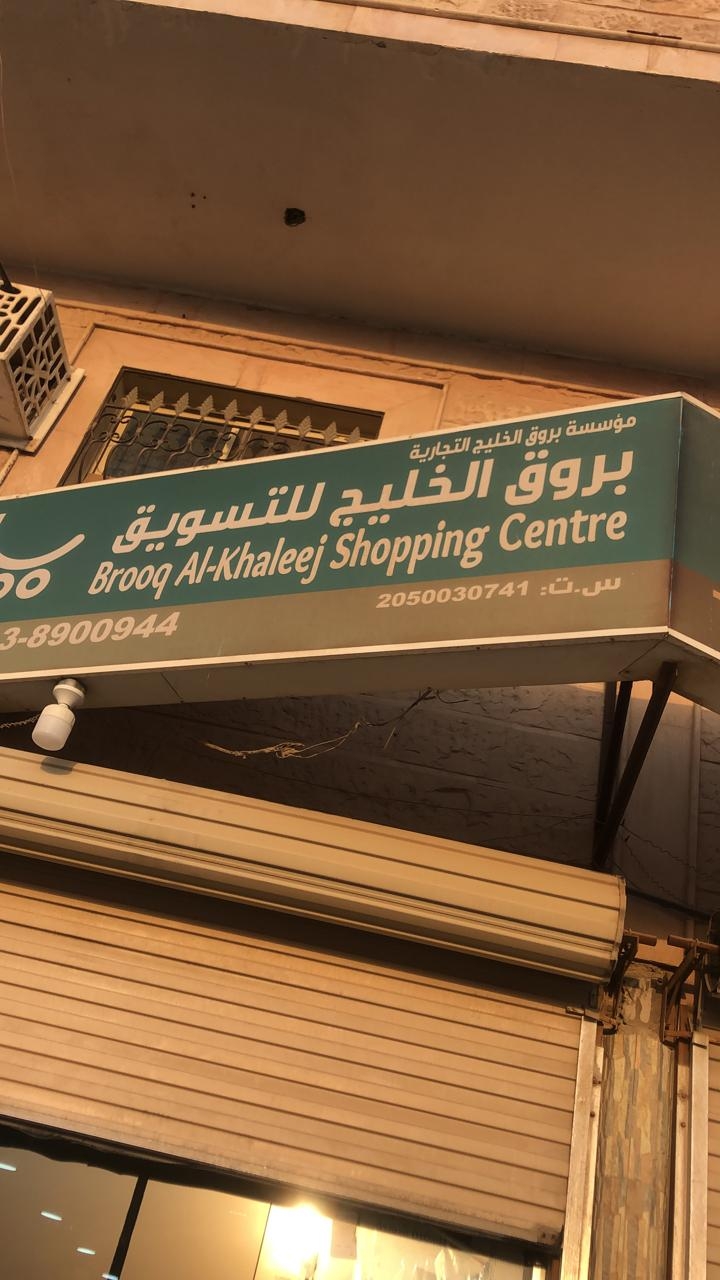 مؤسسة بروق الخليج التجارية
بروق الخليج للتسويق
Brooq Al-Khaleej Shopping Centre
س.ت: 2050030741
3-8900944